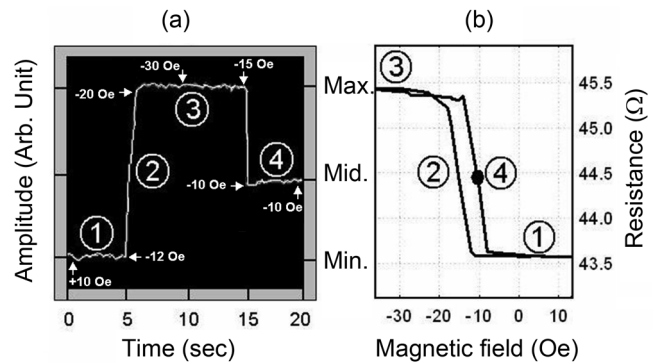 (a)
Amplitude (Arb. Unit)
-30 Oe
-15 Oe
-20 Oe
3
2
4
-10 Oe
-10 Oe
1
-12 Oe
+10 Oe
0 5 10 15 20
Time (sec)
Max.
Mid.
Min.
(b)
3
2
4
1
45.5
45.0
44.5
44.0
43.5
Resistance (Ω)
-30 -20 -10 0 10
Magnetic field (Oe)